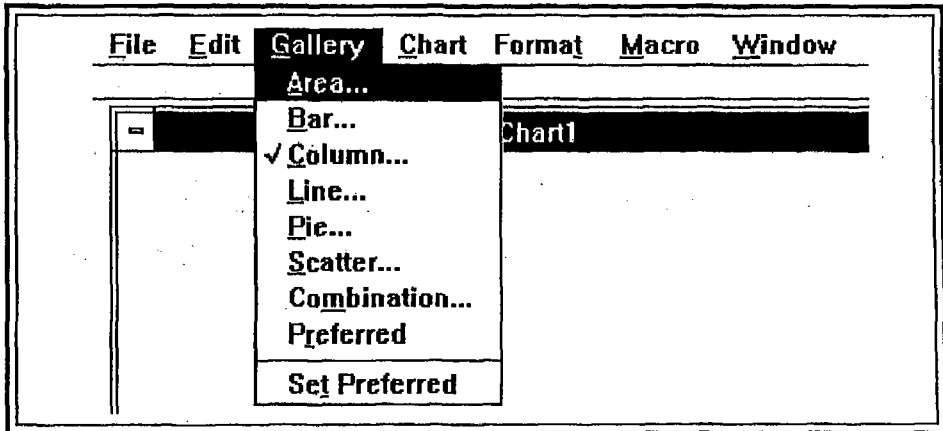 File Edit Gallery Chart Format Macro Window
Area...
Bar...
Chart1
√ Column...
Line...
Pie...
Scatter...
Combination...
Preferred
Set Preferred